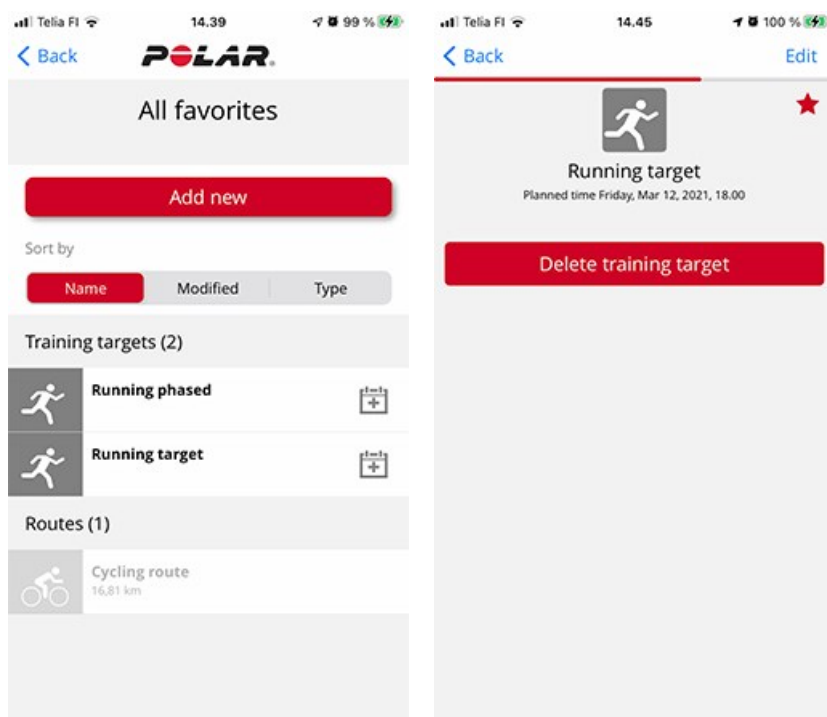 Telia FI 14.39 99 %
Back POLAR.
All favorites
Add new
Sort by
Name Modified Type
Training targets (2)
Running phased
Running target
Routes (1)
Cycling route
16,81 km
Telia FI 14.45 100 %
Back Edit
Running target
Planned time Friday, Mar 12, 2021, 18.00
Delete training target